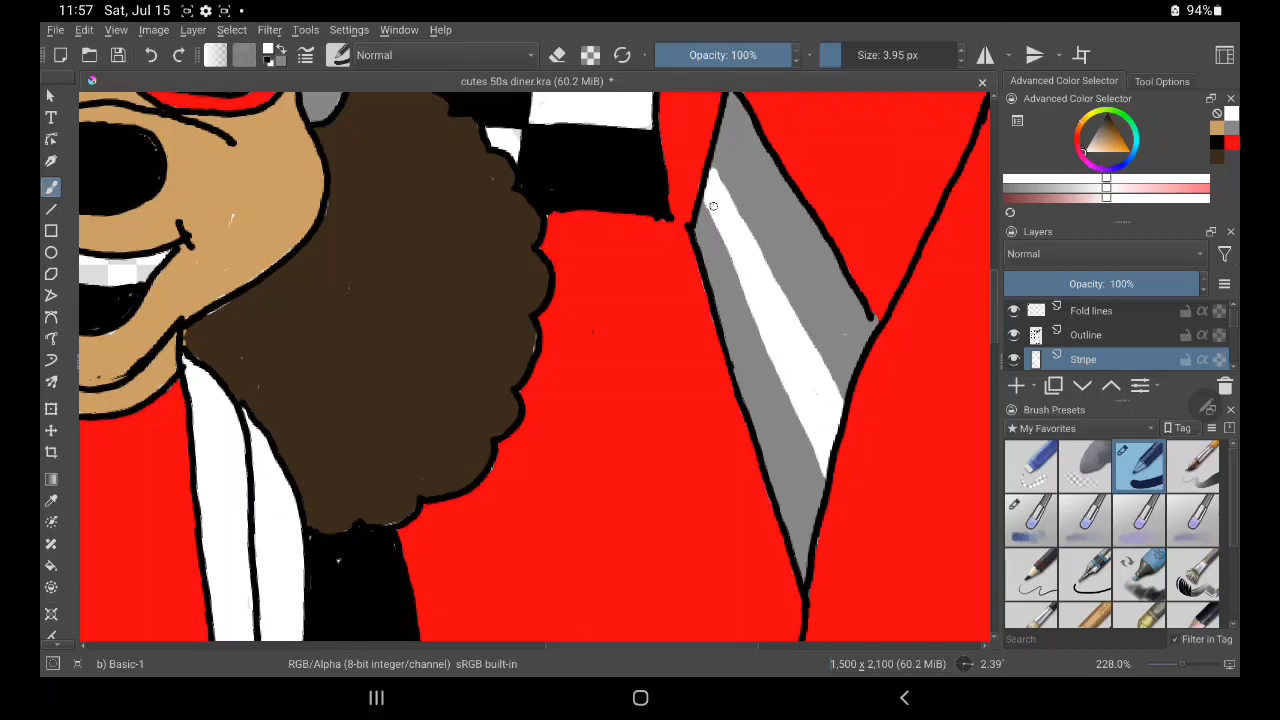 11:57 Sat, Jul 15 94%
File Edit View Image Layer Select Filter Tools Settings Window Help
Normal Opacity: 100% Size: 3.95 px
cutes 50s diner.kra (60.2 MiB) *
Advanced Color Selector Tool Options
Advanced Color Selector
Layers
Normal
Opacity: 100%
Fold lines
Outline
Stripe
Brush Presets
★ My Favorites Tag
Search ✓ Filter in Tag
b) Basic-1 RGB/Alpha (8-bit integer/channel) sRGB built-in 1,500 x 2,100 (60.2 MiB) 2.39° 228.0%